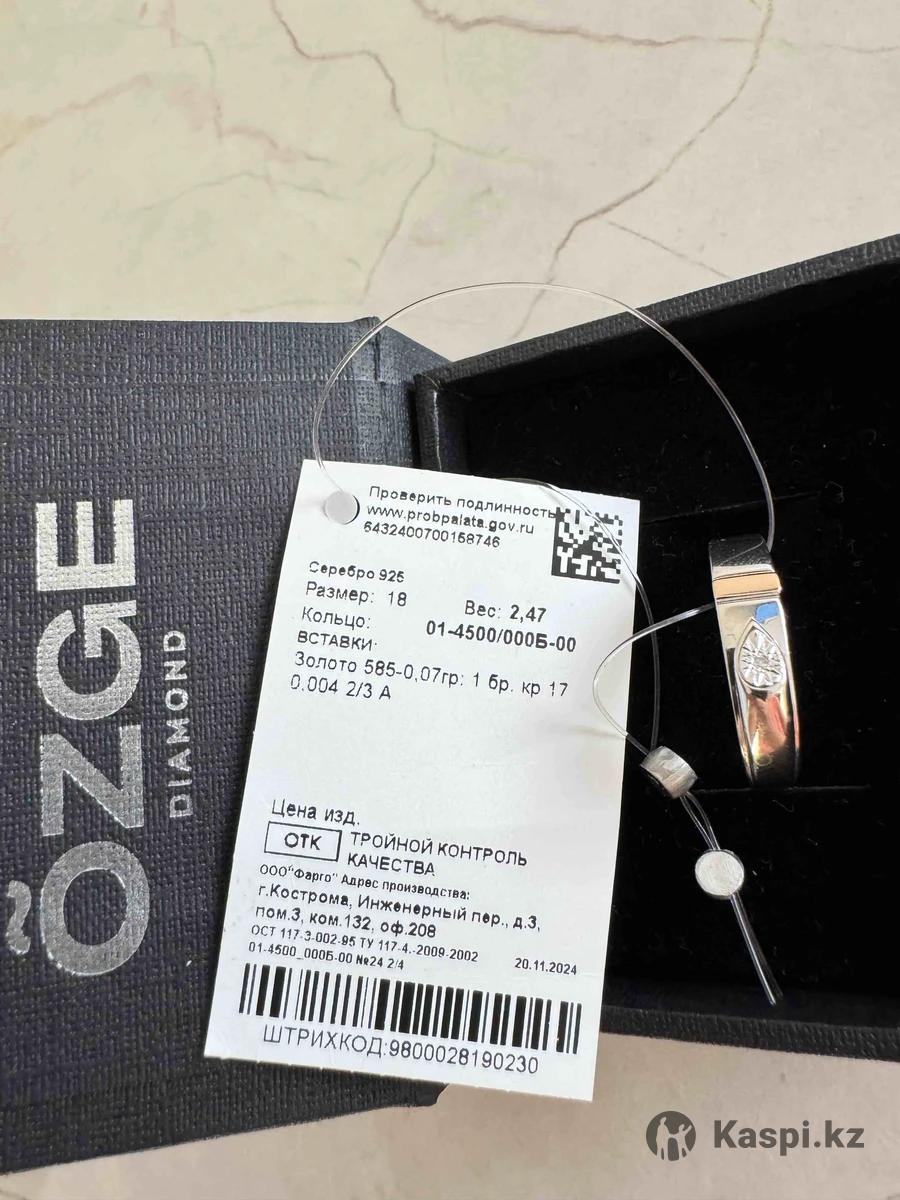 ÕZGE
DIAMOND
Проверить подлинность
www.probpalata.gov.ru
6432400700158746
Серебро 925
Размер: 18 Вес: 2,47
Кольцо: 01-4500/000Б-00
ВСТАВКИ:
Золото 585-0,07гр: 1 бр. кр 17
0.004 2/3 А
Цена изд.
ОТК ТРОЙНОЙ КОНТРОЛЬ
КАЧЕСТВА
ООО"Фарго" Адрес производства:
г.Кострома, Инженерный пер., д.3,
пом.3, ком.132, оф.208
ОСТ 117-3-002-95 ТУ 117-4.-2009-2002
01-4500_000Б-00 №24 2/4 20.11.2024
ШТРИХКОД:9800028190230
Kaspi.kz